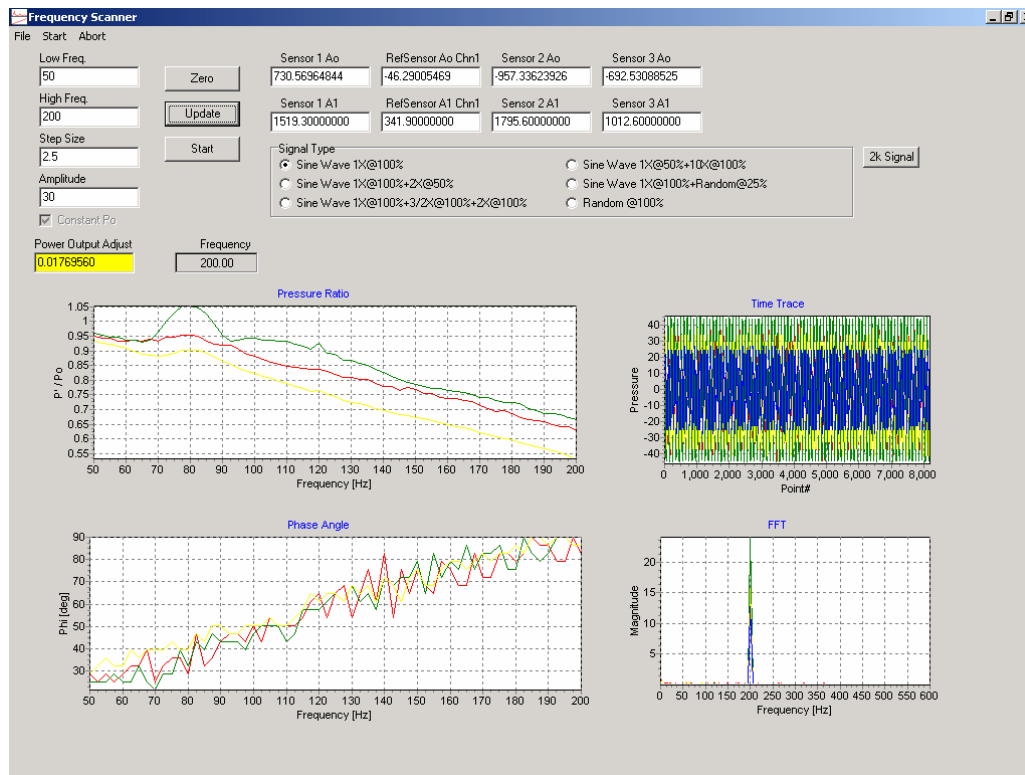 Frequency Scanner
File Start Abort
Low Freq.
50
High Freq.
200
Step Size
2.5
Amplitude
30
Constant Po
Zero
Update
Start
Sensor 1 Ao RefSensor Ao Chn1 Sensor 2 Ao Sensor 3 Ao
730.56964844 -46.29005469 -957.33623926 -692.53088525
Sensor 1 A1 RefSensor A1 Chn1 Sensor 2 A1 Sensor 3 A1
1519.30000000 341.90000000 1795.60000000 1012.60000000
Signal Type
Sine Wave 1X@100% Sine Wave 1X@50%+10X@100%
Sine Wave 1X@100%+2X@50% Sine Wave 1X@100%+Random@25%
Sine Wave 1X@100%+3/2X@100%+2X@100% Random @100%
2k Signal
Power Output Adjust Frequency
0.01769560 200.00
Pressure Ratio
1.05
1
0.95
0.9
0.85
0.8
0.75
0.7
0.65
0.6
0.55
P' / Po
50 60 70 80 90 100 110 120 130 140 150 160 170 180 190 200
Frequency [Hz]
Time Trace
40
30
20
10
0
-10
-20
-30
-40
Pressure
0 1,000 2,000 3,000 4,000 5,000 6,000 7,000 8,000
Point#
Phase Angle
90
80
70
60
50
40
30
Phi [deg]
50 60 70 80 90 100 110 120 130 140 150 160 170 180 190 200
Frequency [Hz]
FFT
20
15
10
5
Magnitude
0 50 100 150 200 250 300 350 400 450 500 550 600
Frequency [Hz]